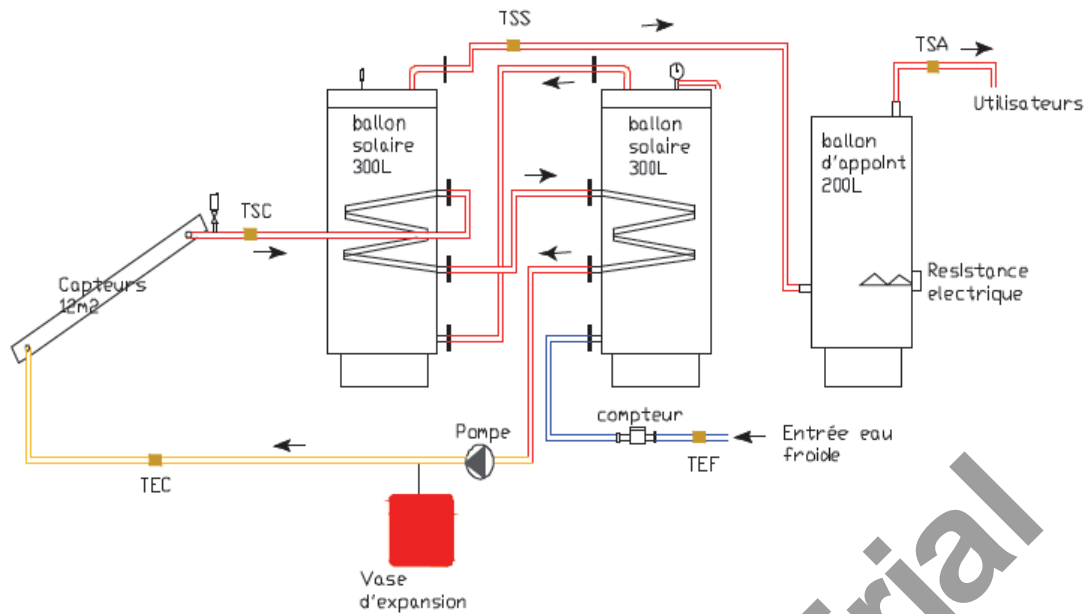 TSS
TSA
Utilisateurs
ballon
solaire
300L
ballon
solaire
300L
ballon
d'appoint
200L
TSC
Capteurs
12m2
Resistance
electrique
compteur
Pompe
Entrée eau
froide
TEF
TEC
Vase
d'expansion